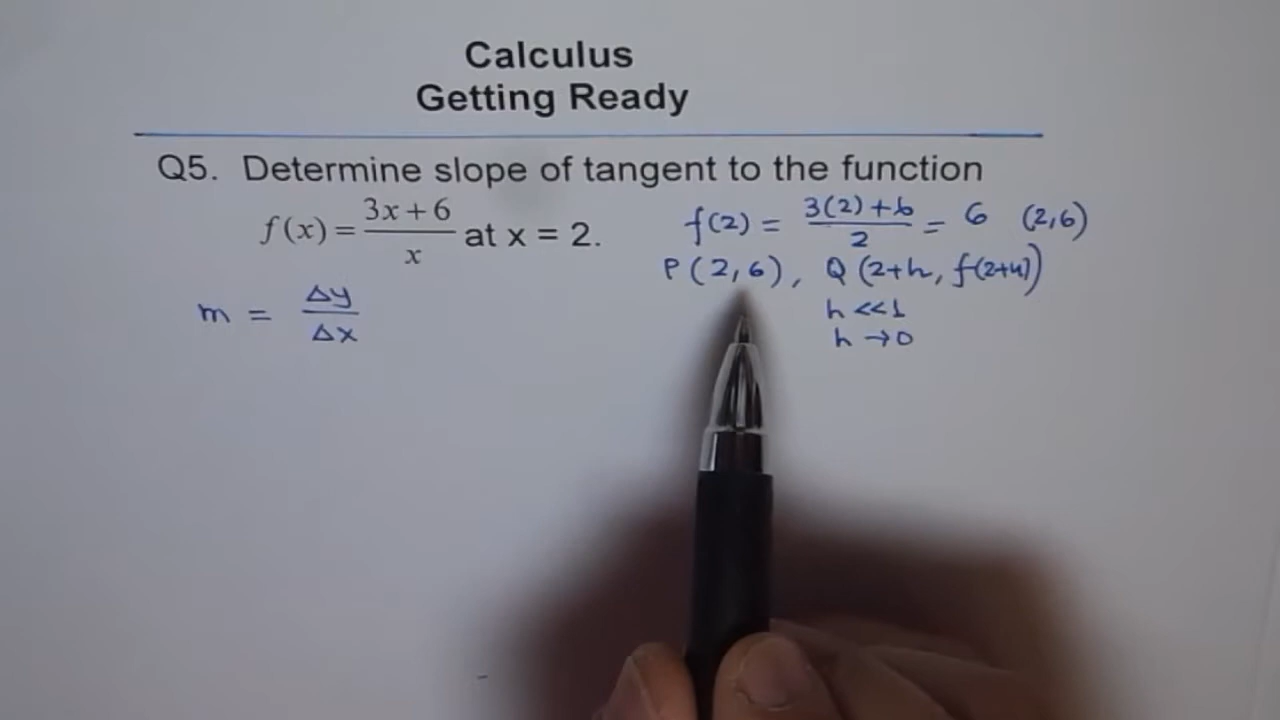 Calculus
Getting Ready
Q5. Determine slope of tangent to the function
f(x) = 3x+6 / x at x = 2.
f(2) = 3(2)+6 / 2 = 6 (2,6)
P(2,6), Q(2+h, f(2+h))
h <<1
h →0
m = Δy / Δx